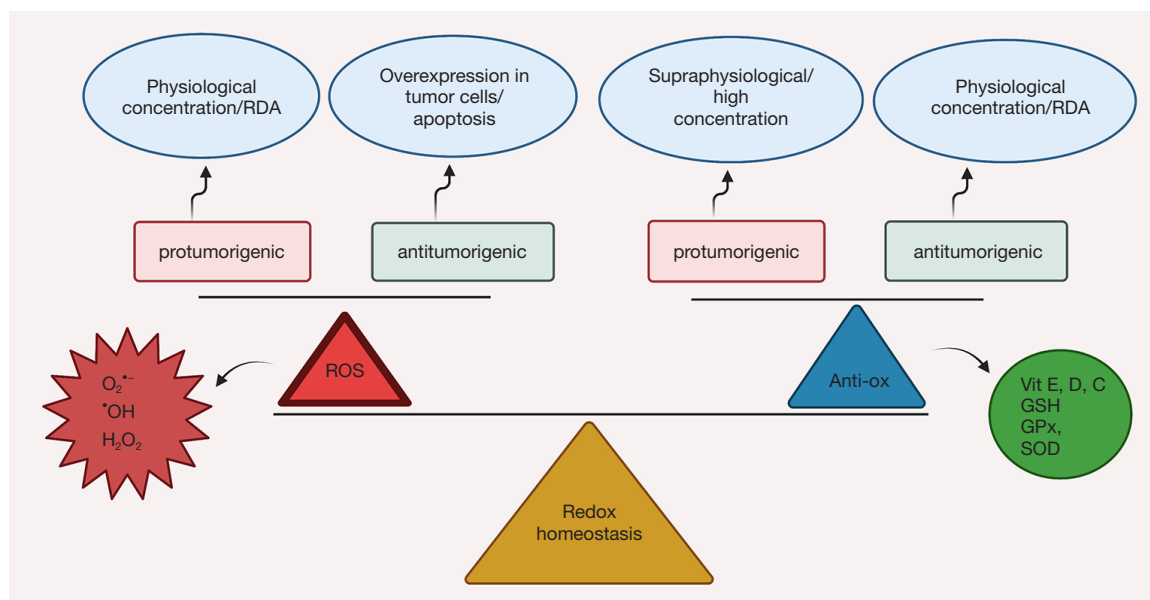 Physiological
concentration/RDA
Overexpression in
tumor cells/
apoptosis
Supraphysiological/
high
concentration
Physiological
concentration/RDA
protumorigenic
antitumorigenic
protumorigenic
antitumorigenic
ROS
Anti-ox
O₂•–
•OH
H₂O₂
Vit E, D, C
GSH
GPx,
SOD
Redox
homeostasis